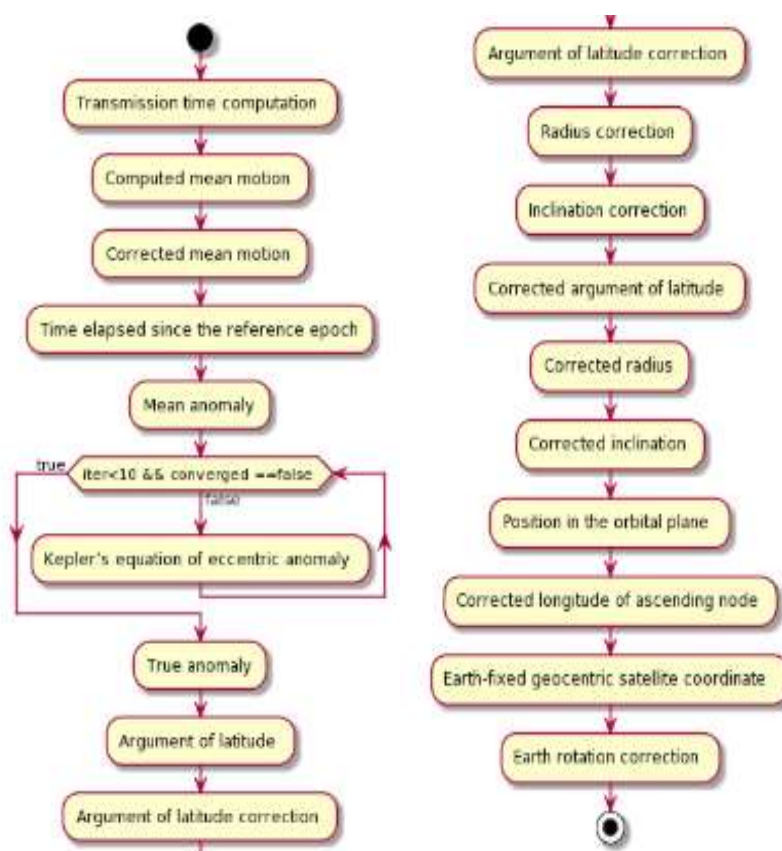 Transmission time computation
Computed mean motion
Corrected mean motion
Time elapsed since the reference epoch
Mean anomaly
true
iter<10 && converged ==false
false
Kepler's equation of eccentric anomaly
True anomaly
Argument of latitude
Argument of latitude correction
Argument of latitude correction
Radius correction
Inclination correction
Corrected argument of latitude
Corrected radius
Corrected inclination
Position in the orbital plane
Corrected longitude of ascending node
Earth-fixed geocentric satellite coordinate
Earth rotation correction